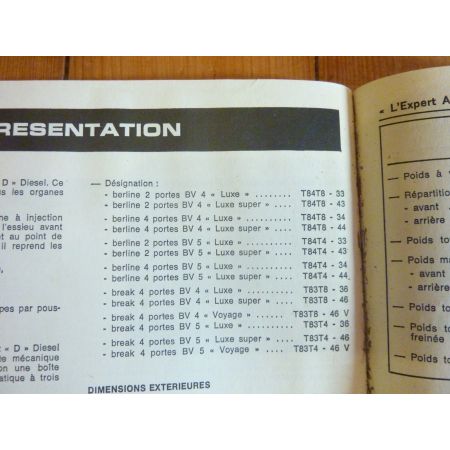 RESENTATION
D » Diesel. Ce
us les organes
ne à injection
l'essieu avant
et au point de
il reprend les
pes par pous-
« D » Diesel
te mécanique
on une boîte
atique à trois
— Désignation :
- berline 2 portes BV 4 « Luxe » ........ T84T8 - 33
- berline 2 portes BV 4 « Luxe super » .... T84T8 - 43
- berline 4 portes BV 4 « Luxe » ........ T84T8 - 34
- berline 4 portes BV 4 « Luxe super » .... T84T8 - 44
- berline 2 portes BV 5 « Luxe » ........ T84T4 - 33
- berline 2 portes BV 5 « Luxe super » .... T84T4 - 43
- berline 4 portes BV 5 « Luxe » ........ T84T4 - 34
- berline 4 portes BV 5 « Luxe super » .... T84T4 - 44
- break 4 portes BV 4 « Luxe » ........ T83T8 - 36
- break 4 portes BV 4 « Luxe super » .... T83T8 - 46
- break 4 portes BV 4 « Voyage » ...... T83T8 - 46 V
- break 4 portes BV 5 « Luxe » ........ T83T4 - 36
- break 4 portes BV 5 « Luxe super » .... T83T4 - 46
- break 4 portes BV 5 « Voyage » .... T83T4 - 46 V
DIMENSIONS EXTERIEURES
« L'Expert A
— Poids à
— Répartitio
- avant
- arrière
— Poids to
— Poids m
- avant
- arrière
— Poids to
— Poids to
freinée
— Poids to